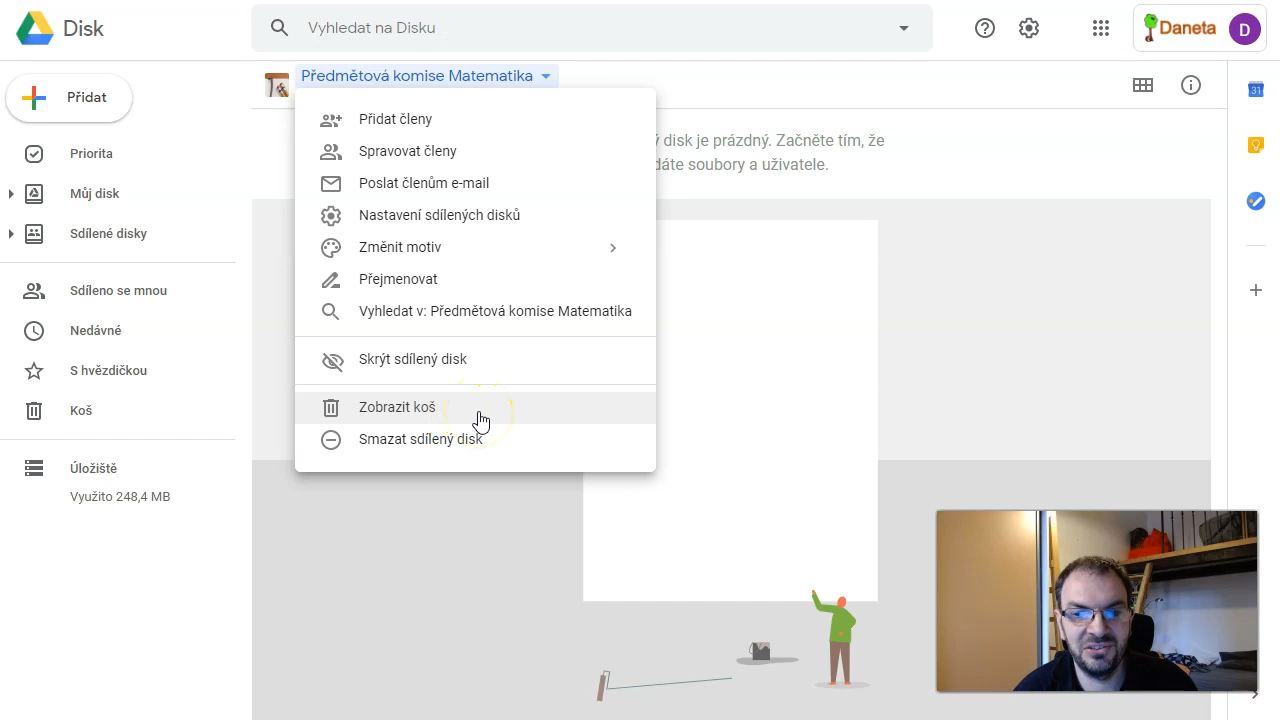 Disk
Vyhledat na Disku
Daneta
D
Přidat
Předmětová komise Matematika
Priorita
Můj disk
Sdílené disky
Sdíleno se mnou
Nedávné
S hvězdičkou
Koš
Úložiště
Využito 248,4 MB
Přidat členy
Spravovat členy
Poslat členům e-mail
Nastavení sdílených disků
Změnit motiv
Přejmenovat
Vyhledat v: Předmětová komise Matematika
Skrýt sdílený disk
Zobrazit koš
Smazat sdílený disk
disk je prázdný. Začněte tím, že
dáte soubory a uživatele.
31